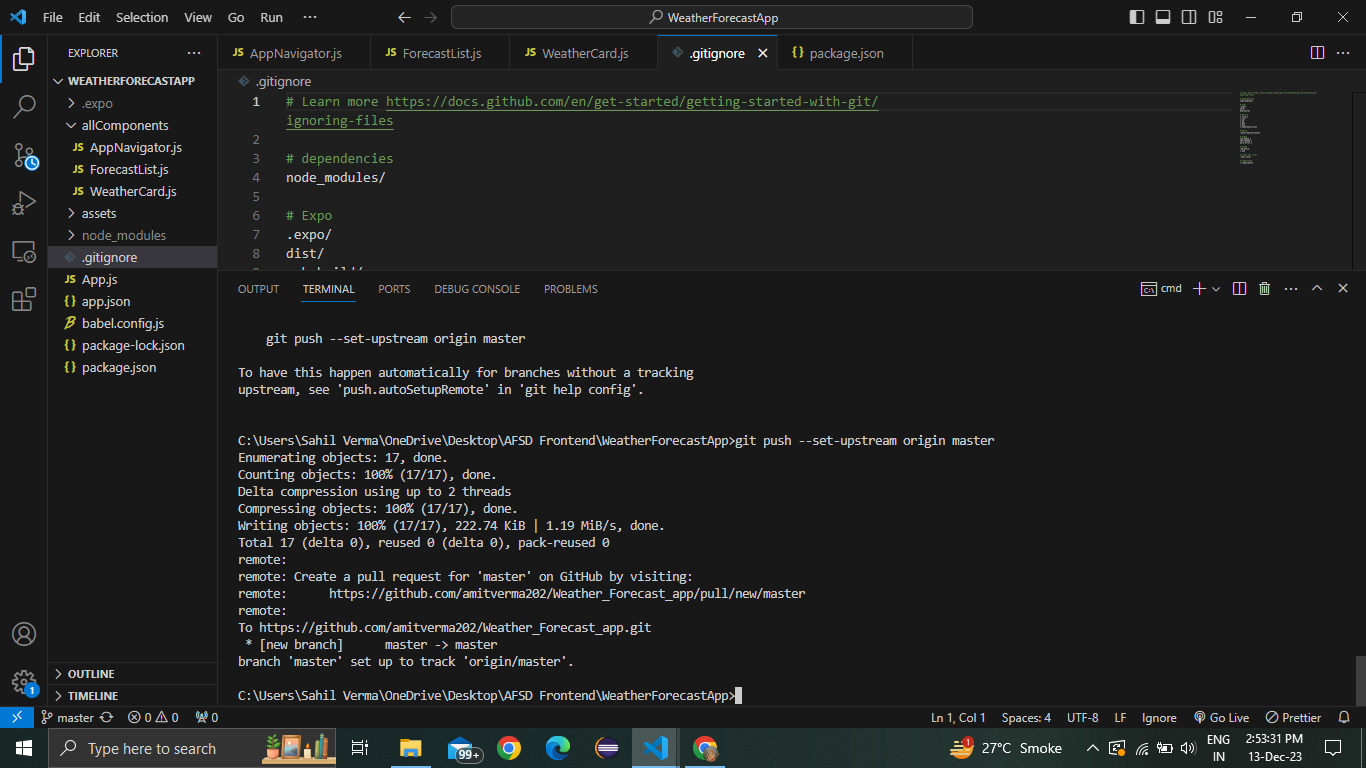 File Edit Selection View Go Run ···
WeatherForecastApp
EXPLORER ···
WEATHERFORECASTAPP
.expo
allComponents
JS AppNavigator.js
JS ForecastList.js
JS WeatherCard.js
assets
node_modules
.gitignore
JS App.js
{} app.json
babel.config.js
{} package-lock.json
{} package.json
OUTLINE
TIMELINE
JS AppNavigator.js JS ForecastList.js JS WeatherCard.js .gitignore {} package.json ···
.gitignore
1 # Learn more https://docs.github.com/en/get-started/getting-started-with-git/
ignoring-files
2
3 # dependencies
4 node_modules/
5
6 # Expo
7 .expo/
8 dist/
OUTPUT TERMINAL PORTS DEBUG CONSOLE PROBLEMS cmd ···
git push --set-upstream origin master
To have this happen automatically for branches without a tracking
upstream, see 'push.autoSetupRemote' in 'git help config'.
C:\Users\Sahil Verma\OneDrive\Desktop\AFSD Frontend\WeatherForecastApp>git push --set-upstream origin master
Enumerating objects: 17, done.
Counting objects: 100% (17/17), done.
Delta compression using up to 2 threads
Compressing objects: 100% (17/17), done.
Writing objects: 100% (17/17), 222.74 KiB | 1.19 MiB/s, done.
Total 17 (delta 0), reused 0 (delta 0), pack-reused 0
remote:
remote: Create a pull request for 'master' on GitHub by visiting:
remote:      https://github.com/amitverma202/Weather_Forecast_app/pull/new/master
remote:
To https://github.com/amitverma202/Weather_Forecast_app.git
* [new branch]      master -> master
branch 'master' set up to track 'origin/master'.
C:\Users\Sahil Verma\OneDrive\Desktop\AFSD Frontend\WeatherForecastApp>
1
master 0 0 0 Ln 1, Col 1 Spaces: 4 UTF-8 LF Ignore Go Live Prettier
Type here to search 99+ 1 27°C Smoke ENG 2:53:31 PM
IN 13-Dec-23